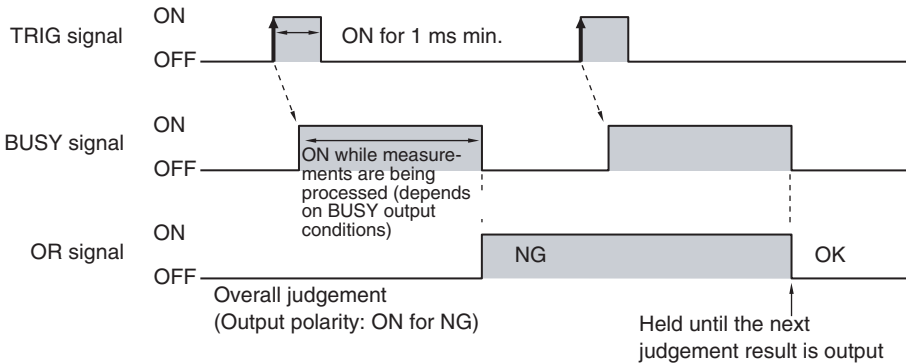 ON
TRIG signal
ON for 1 ms min.
OFF
ON
BUSY signal
OFF
ON while measure-
ments are being
processed (depends
on BUSY output
conditions)
ON
OR signal
NG
OK
OFF
Overall judgement
(Output polarity: ON for NG)
Held until the next
judgement result is output